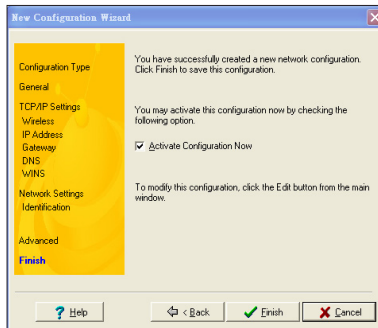 New Configuration Wizard
Configuration Type
General
TCP/IP Settings
Wireless
IP Address
Gateway
DNS
WINS
Network Settings
Identification
Advanced
Finish
You have successfully created a new network configuration.
Click Finish to save this configuration.
You may activate this configuration now by checking the
following option.
Activate Configuration Now
To modify this configuration, click the Edit button from the main
window.
Help
< Back
Finish
Cancel